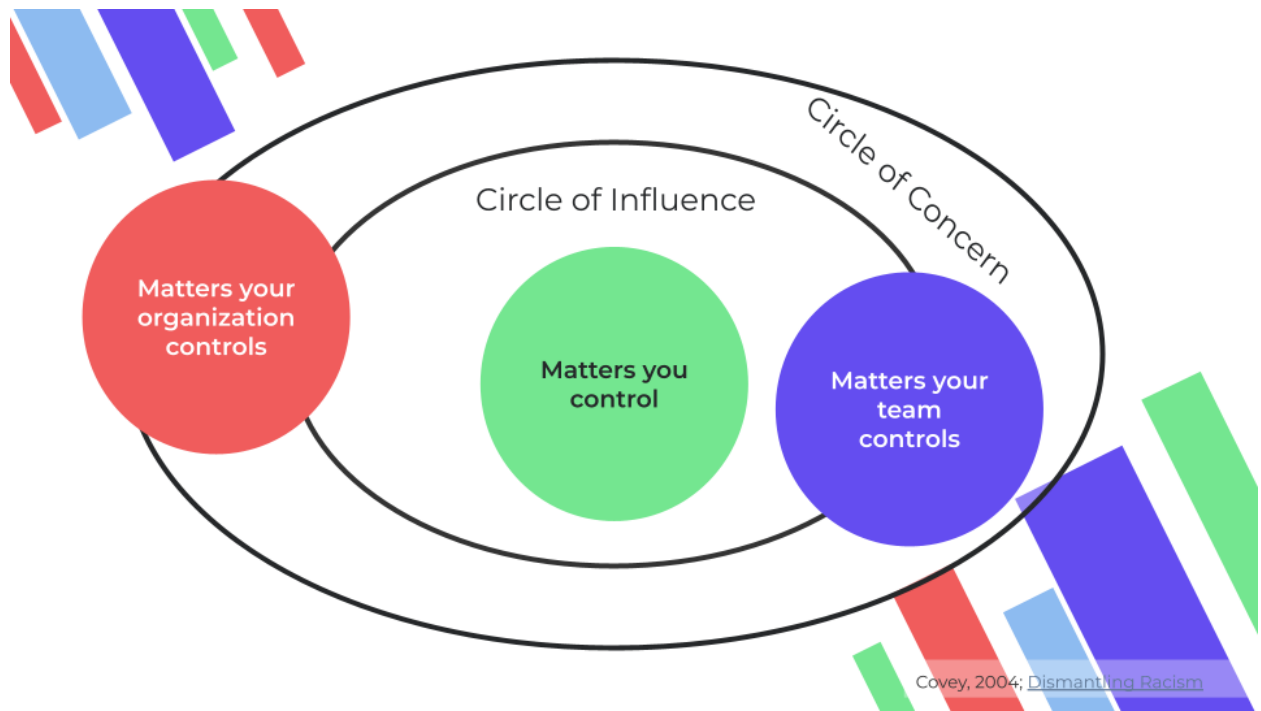 Circle of Concern
Circle of Influence
Matters your
organization
controls
Matters you
control
Matters your
team
controls
Covey, 2004; Dismantling Racism